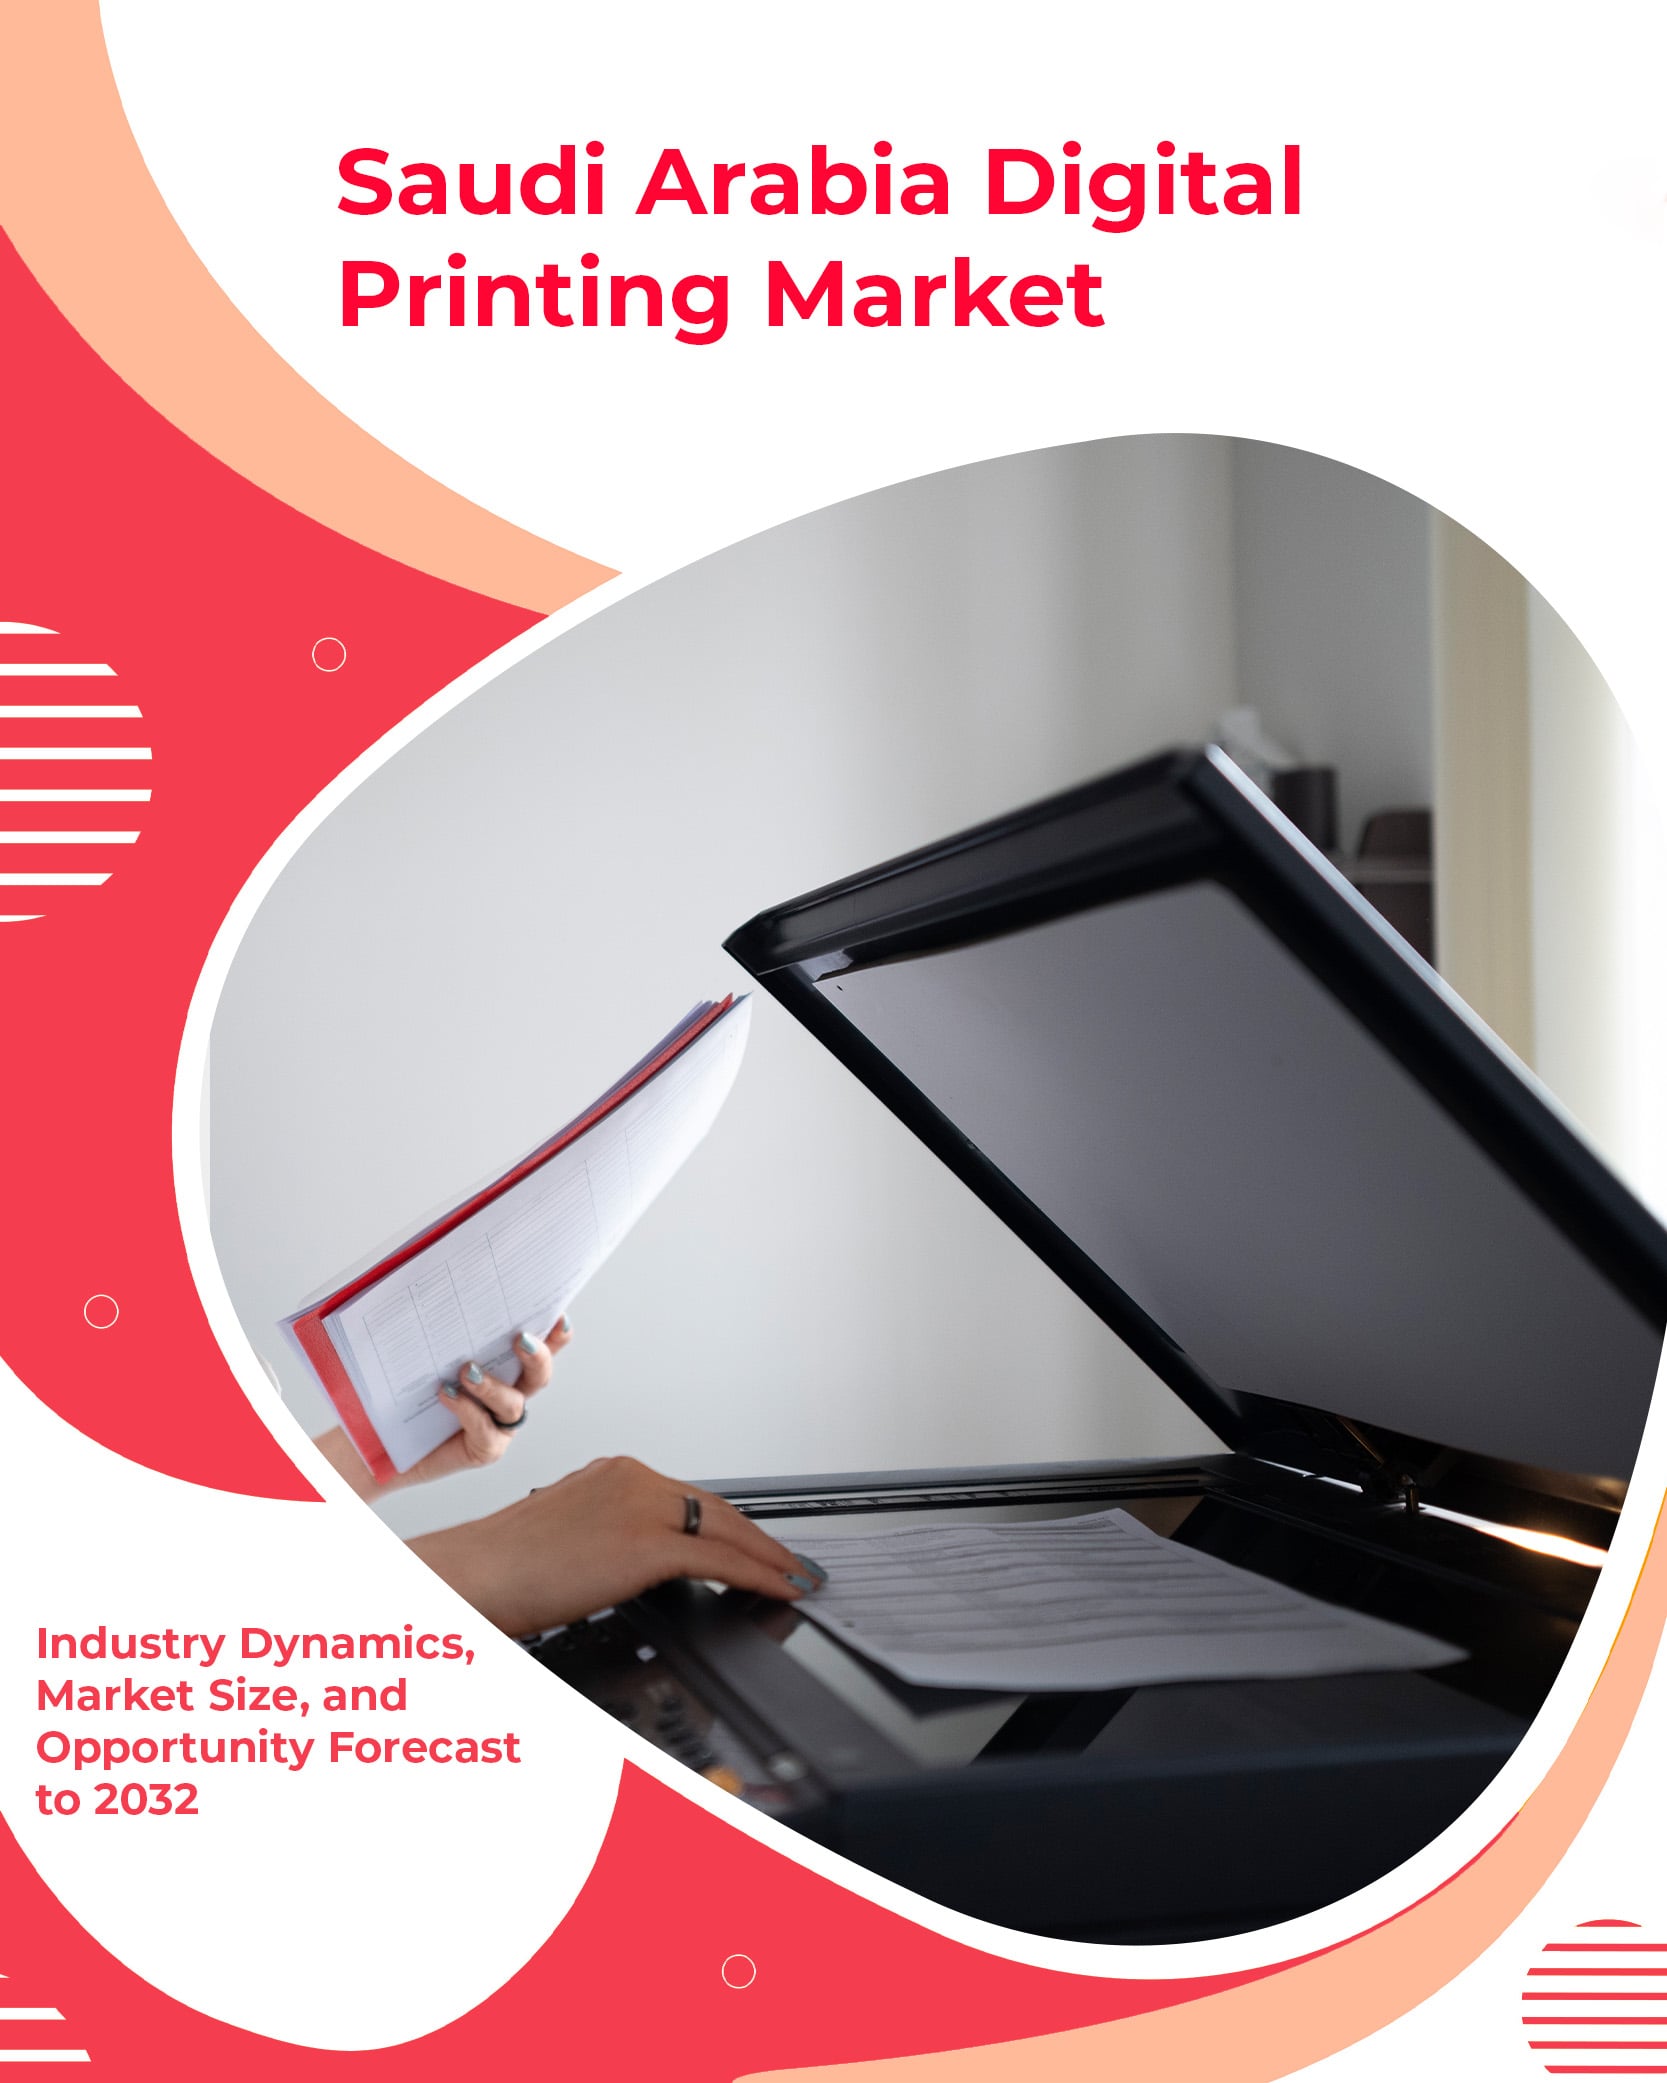 Saudi Arabia Digital
Printing Market
Industry Dynamics,
Market Size, and
Opportunity Forecast
to 2032